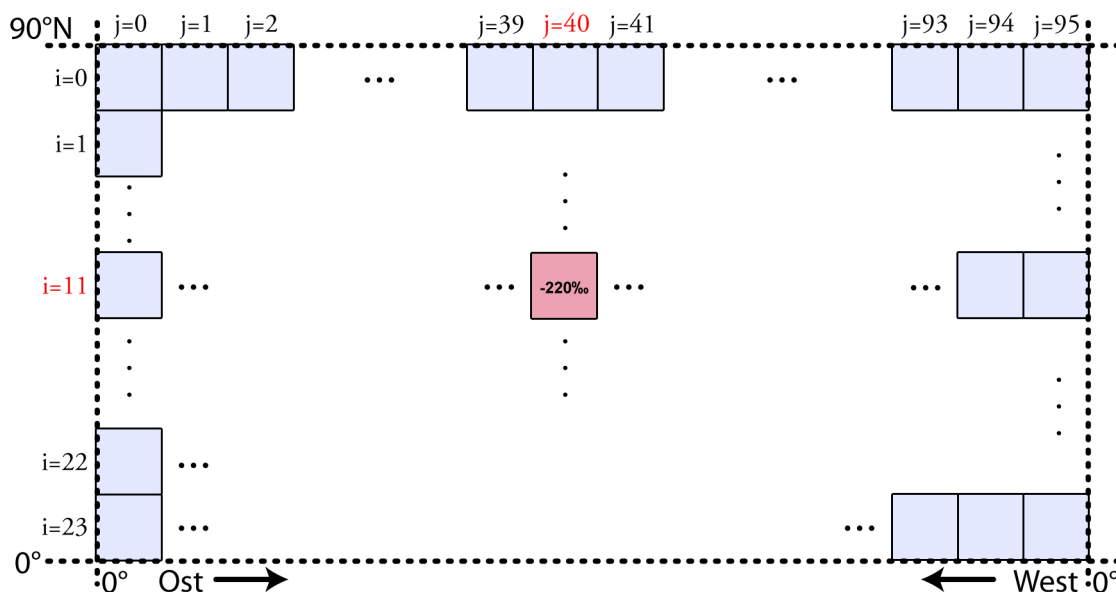 90°N j=0 j=1 j=2 j=39 j=40 j=41 j=93 j=94 j=95
i=0 ... ...
i=1
i=11 ... ... -220‰ ... ...
i=22 ...
i=23 ... ...
0°
0° Ost West 0°